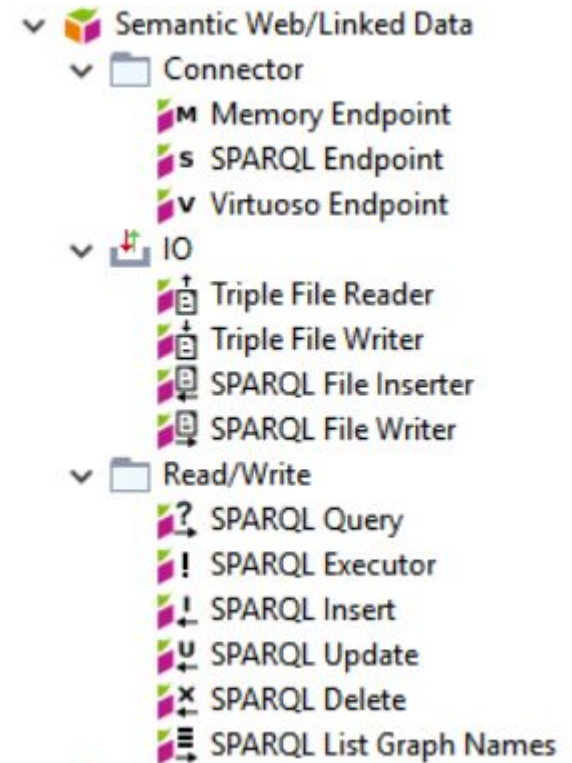 Semantic Web/Linked Data
Connector
M Memory Endpoint
S SPARQL Endpoint
V Virtuoso Endpoint
IO
Triple File Reader
Triple File Writer
SPARQL File Inserter
SPARQL File Writer
Read/Write
? SPARQL Query
! SPARQL Executor
! SPARQL Insert
U SPARQL Update
X SPARQL Delete
SPARQL List Graph Names